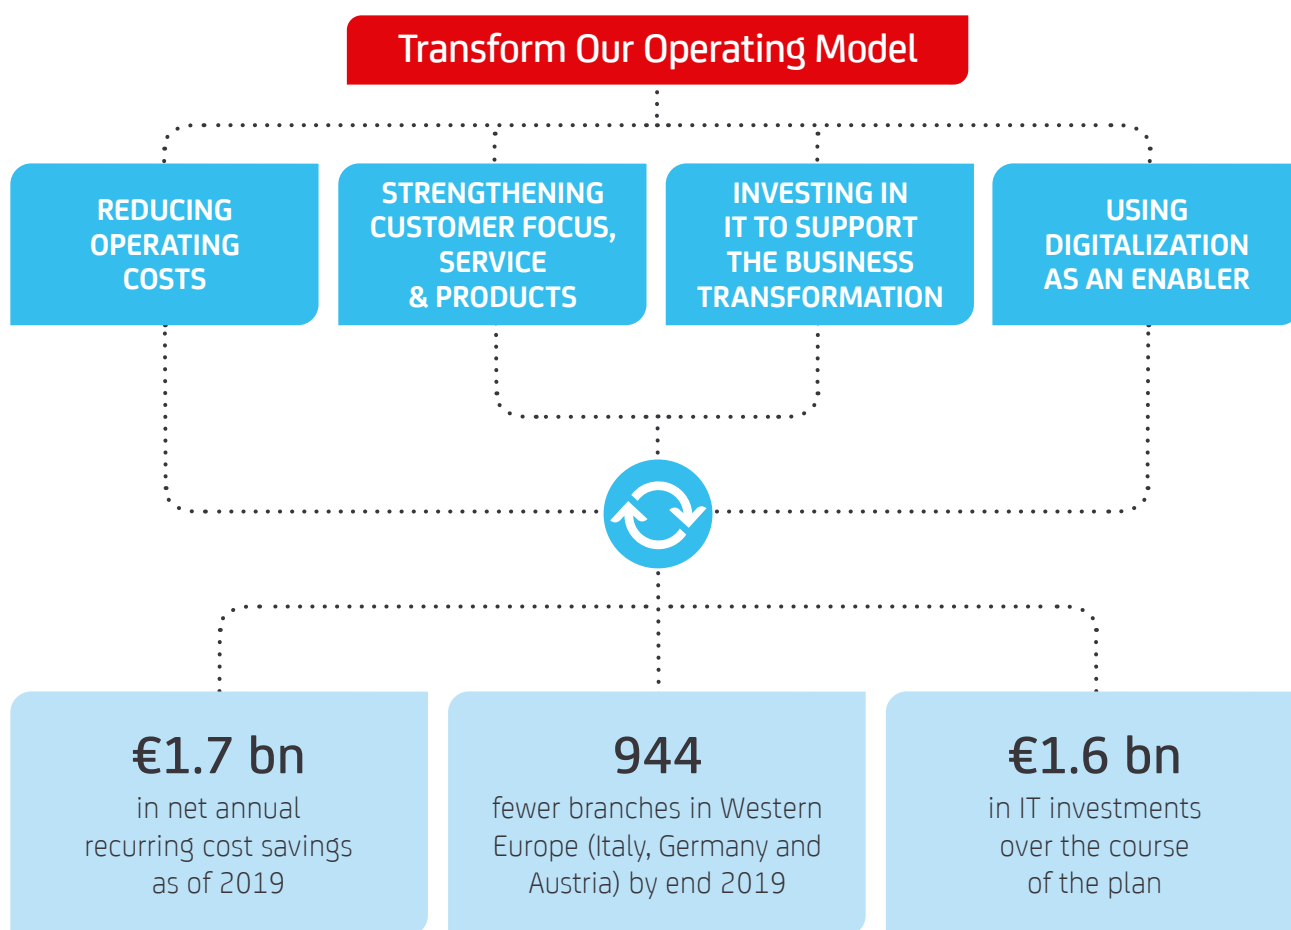 Transform Our Operating Model
REDUCING
OPERATING
COSTS
STRENGTHENING
CUSTOMER FOCUS,
SERVICE
& PRODUCTS
INVESTING IN
IT TO SUPPORT
THE BUSINESS
TRANSFORMATION
USING
DIGITALIZATION
AS AN ENABLER
€1.7 bn
in net annual
recurring cost savings
as of 2019
944
fewer branches in Western
Europe (Italy, Germany and
Austria) by end 2019
€1.6 bn
in IT investments
over the course
of the plan